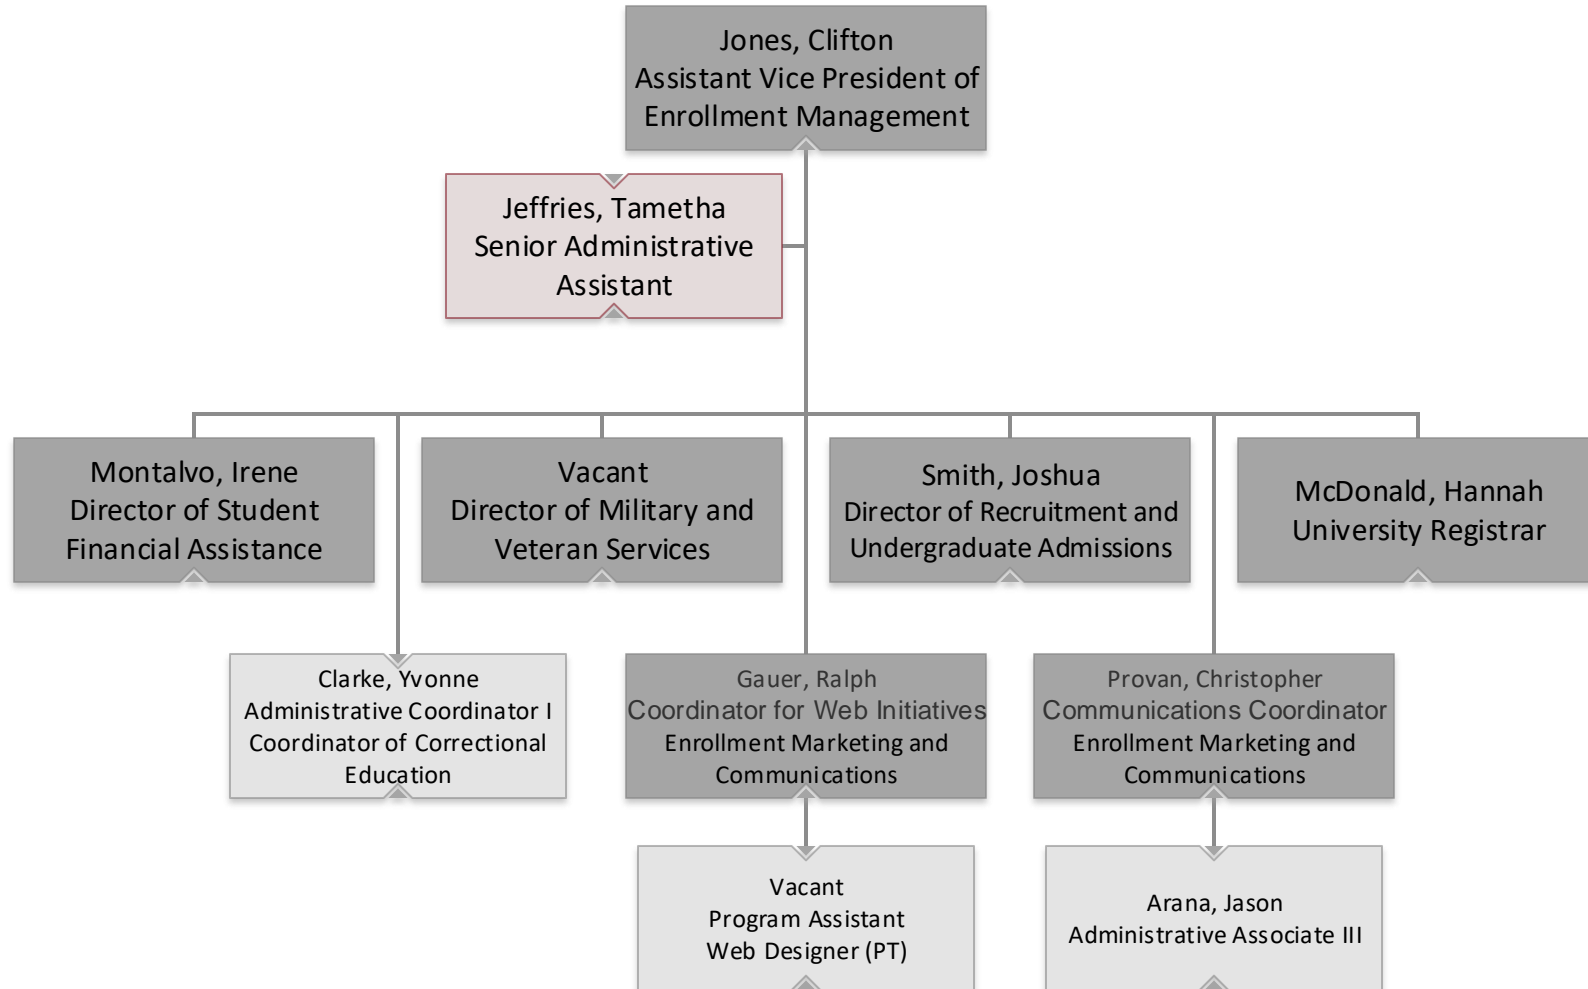 Jones, Clifton
Assistant Vice President of
Enrollment Management
Jeffries, Tametha
Senior Administrative
Assistant
Montalvo, Irene
Director of Student
Financial Assistance
Vacant
Director of Military and
Veteran Services
Smith, Joshua
Director of Recruitment and
Undergraduate Admissions
McDonald, Hannah
University Registrar
Clarke, Yvonne
Administrative Coordinator I
Coordinator of Correctional
Education
Gauer, Ralph
Coordinator for Web Initiatives
Enrollment Marketing and
Communications
Provan, Christopher
Communications Coordinator
Enrollment Marketing and
Communications
Vacant
Program Assistant
Web Designer (PT)
Arana, Jason
Administrative Associate III